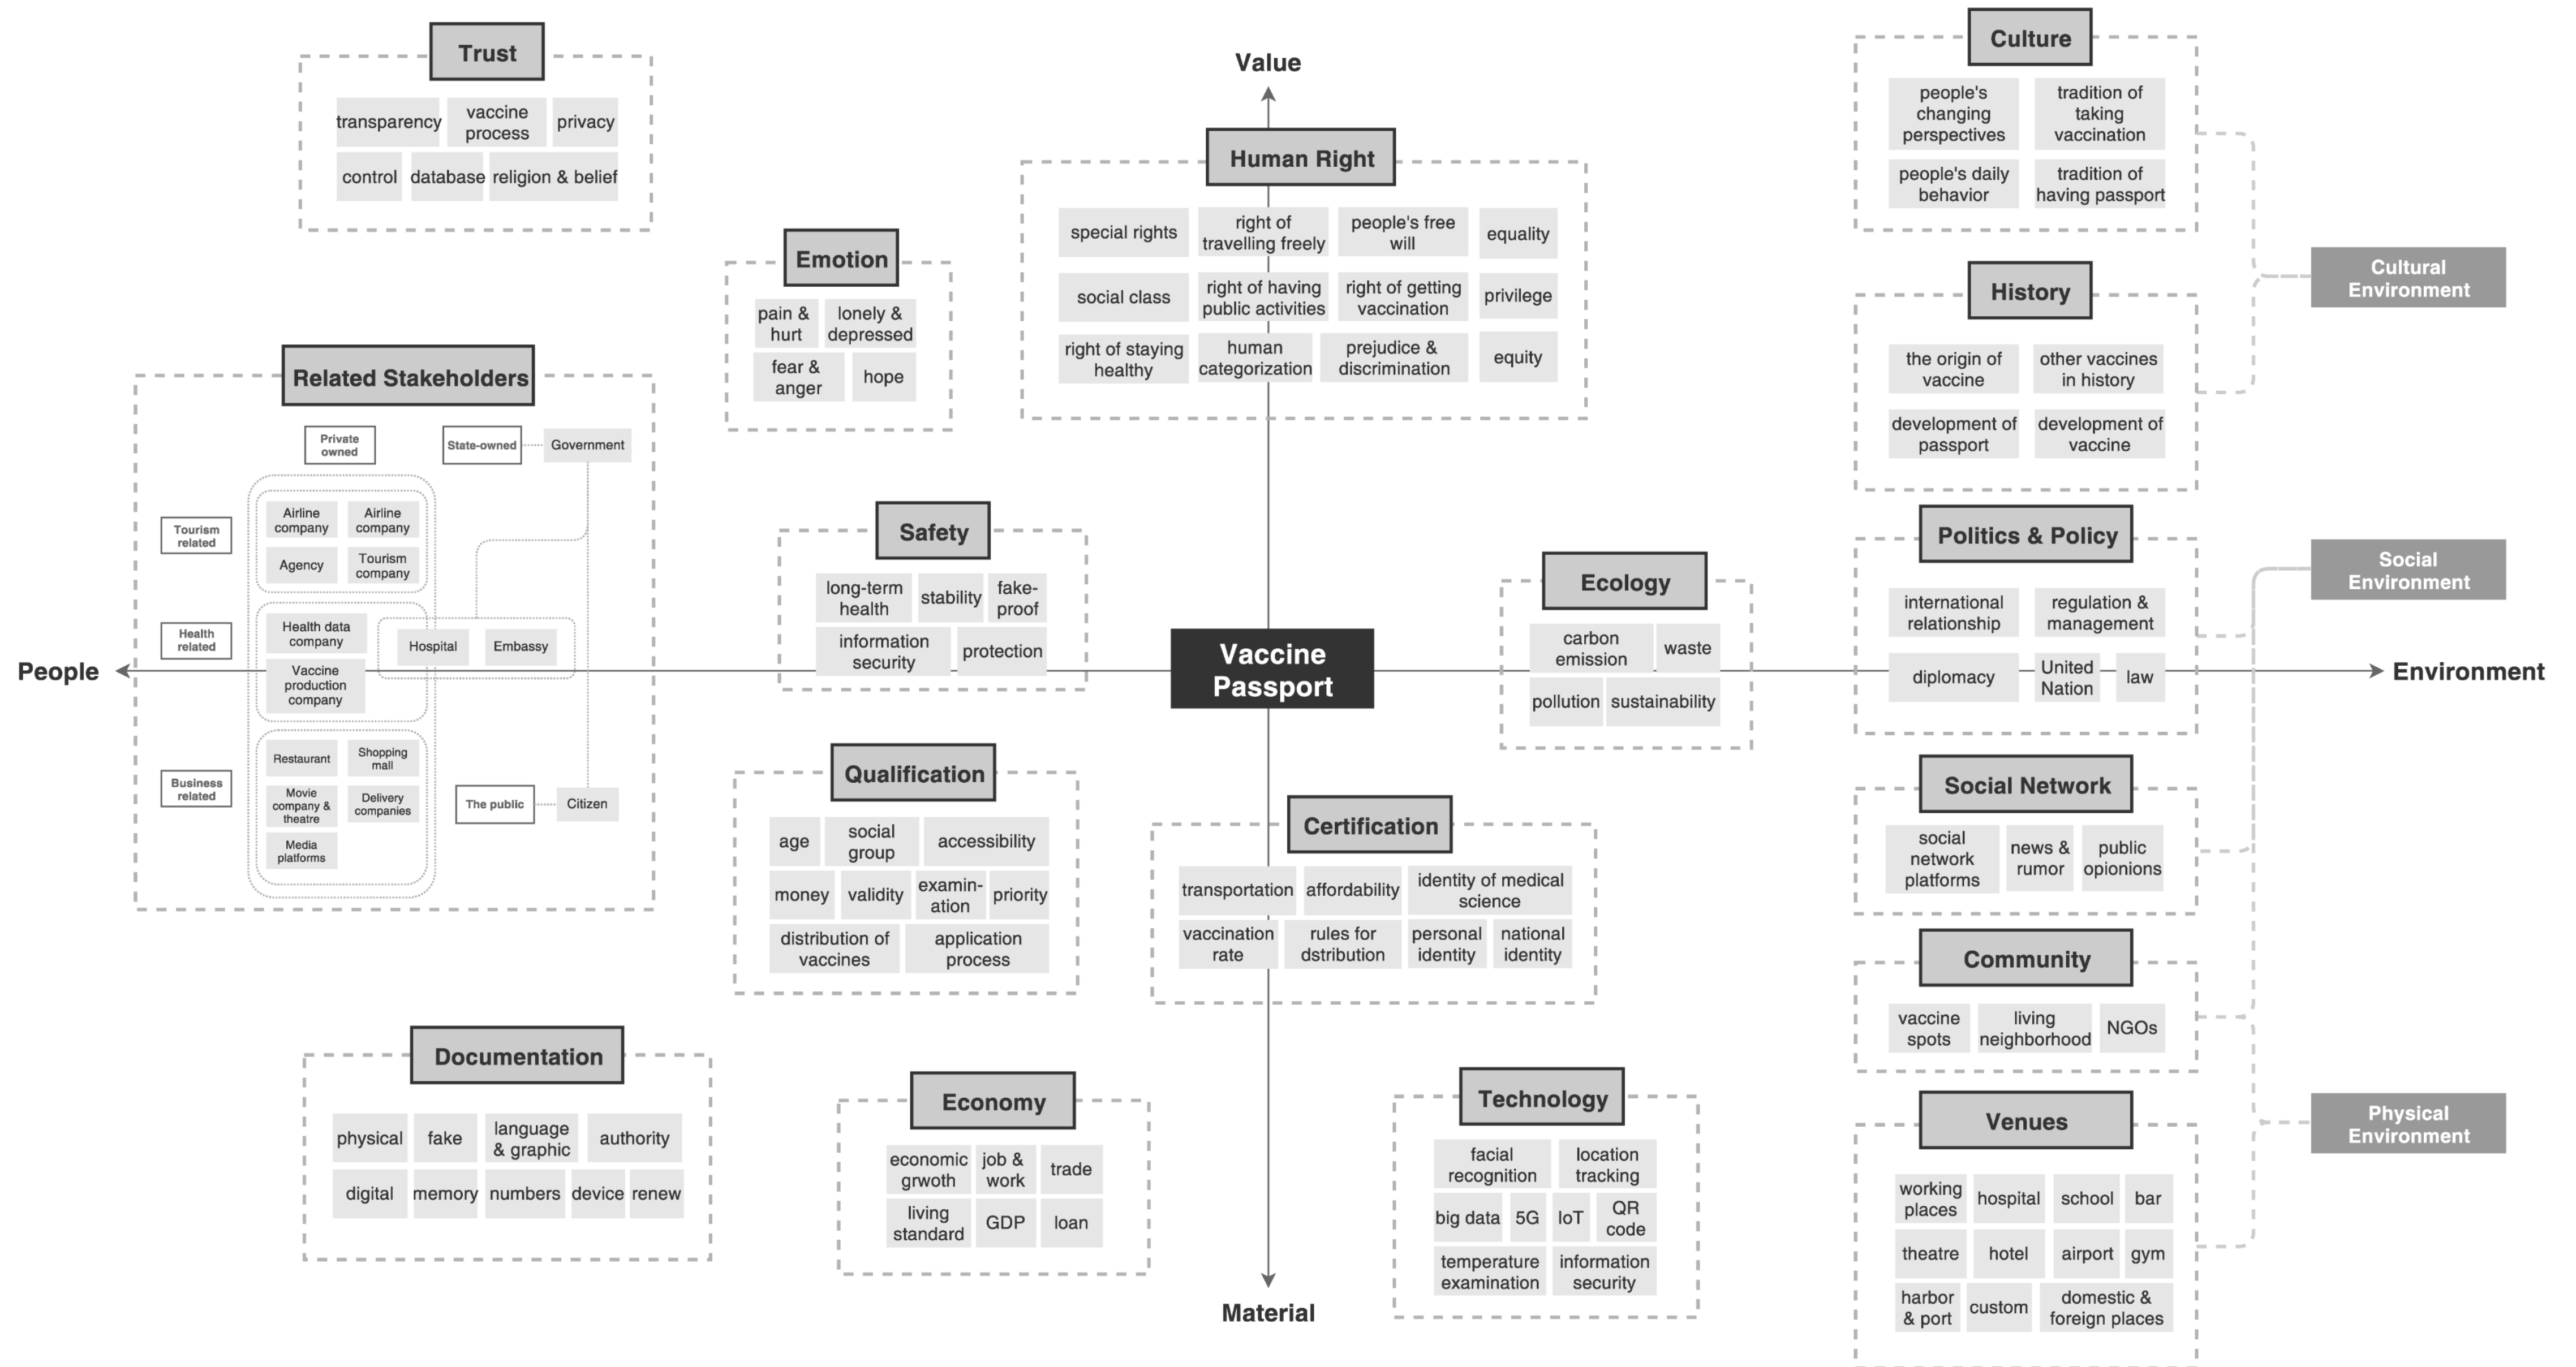 Trust
transparency
vaccine
process
privacy
control
database
religion & belief
Emotion
pain &
hurt
lonely &
depressed
fear &
anger
hope
Value
Human Right
special rights
right of
travelling freely
people's free
will
equality
social class
right of having
public activities
right of getting
vaccination
privilege
right of staying
healthy
human
categorization
prejudice &
discrimination
equity
Culture
people's
changing
perspectives
tradition of
taking
vaccination
people's daily
behavior
tradition of
having passport
Cultural
Environment
History
the origin of
vaccine
other vaccines
in history
development of
passport
development of
vaccine
Related Stakeholders
Private
owned
State-owned
Government
Tourism
related
Airline
company
Airline
company
Agency
Tourism
company
Health
related
Health data
company
Hospital
Embassy
Vaccine
production
company
Business
related
Restaurant
Shopping
mall
Movie
company &
theatre
Delivery
companies
Media
platforms
The public
Citizen
People
Safety
long-term
health
stability
fake-
proof
information
security
protection
Vaccine
Passport
Ecology
carbon
emission
waste
pollution
sustainability
Politics & Policy
international
relationship
regulation &
management
diplomacy
United
Nation
law
Social
Environment
Environment
Qualification
age
social
group
accessibility
money
validity
examin-
ation
priority
distribution of
vaccines
application
process
Certification
transportation
affordability
identity of medical
science
vaccination
rate
rules for
dstribution
personal
identity
national
identity
Social Network
social
network
platforms
news &
rumor
public
opionions
Community
vaccine
spots
living
neighborhood
NGOs
Documentation
physical
fake
language
& graphic
authority
digital
memory
numbers
device
renew
Economy
economic
grwoth
job &
work
trade
living
standard
GDP
loan
Material
Technology
facial
recognition
location
tracking
big data
5G
IoT
QR
code
temperature
examination
information
security
Venues
working
places
hospital
school
bar
theatre
hotel
airport
gym
harbor
& port
custom
domestic &
foreign places
Physical
Environment